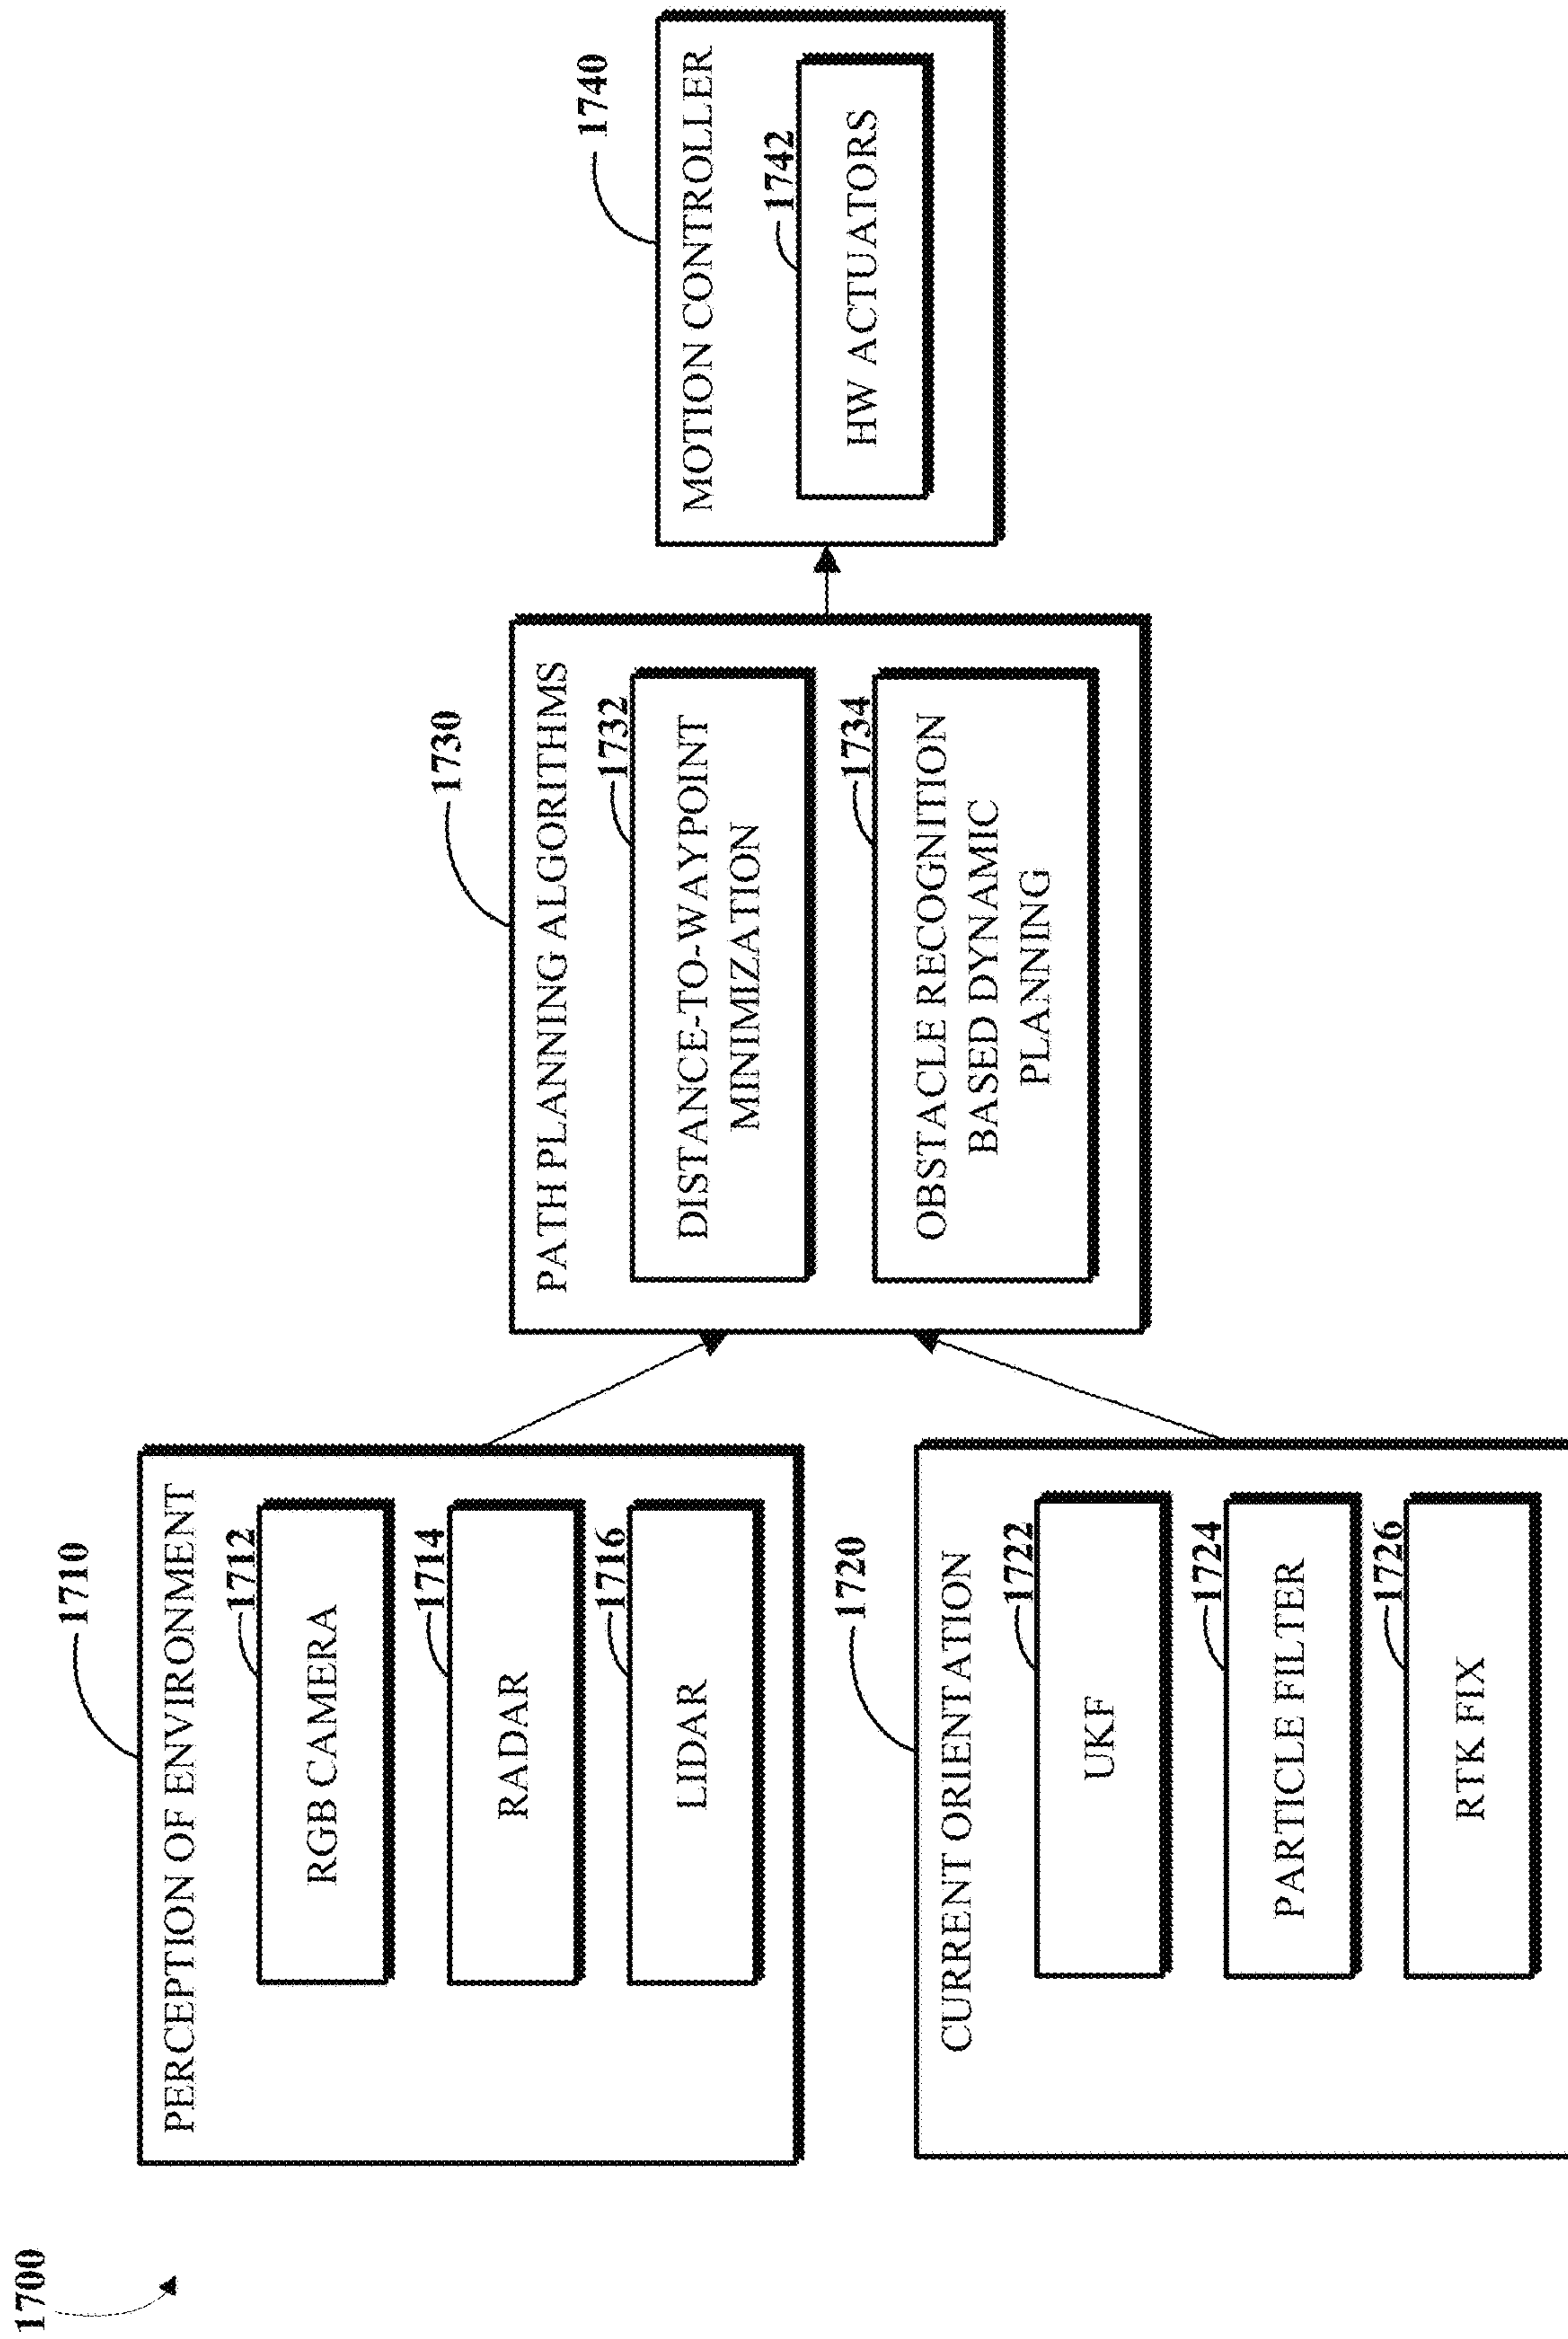 1700
1710
PERCEPTION OF ENVIRONMENT
1712
RGB CAMERA
1714
RADAR
1716
LIDAR
1720
CURRENT ORIENTATION
1722
UKF
1724
PARTICLE FILTER
1726
RTK FIX
1730
PATH PLANNING ALGORITHMS
1732
DISTANCE-TO-WAYPOINT
MINIMIZATION
1734
OBSTACLE RECOGNITION
BASED DYNAMIC
PLANNING
1740
MOTION CONTROLLER
1742
HW ACTUATORS